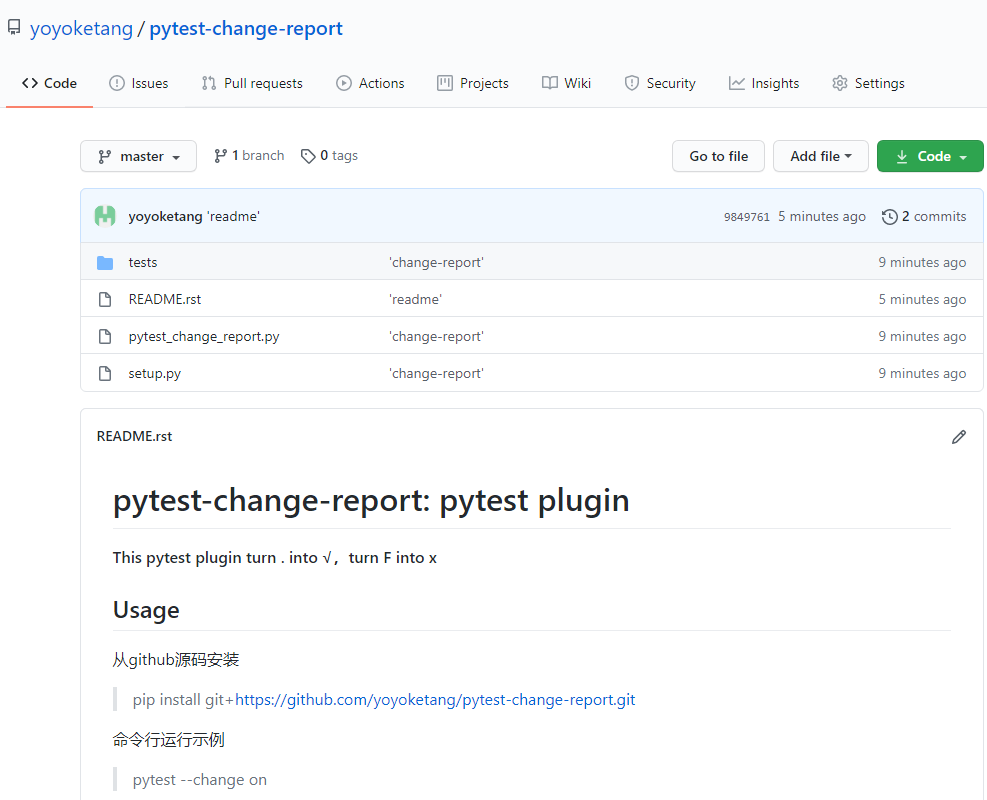 yoyoketang / pytest-change-report
Code Issues Pull requests Actions Projects Wiki Security Insights Settings
master 1 branch 0 tags Go to file Add file Code
yoyoketang 'readme' 9849761 5 minutes ago 2 commits
tests 'change-report' 9 minutes ago
README.rst 'readme' 5 minutes ago
pytest_change_report.py 'change-report' 9 minutes ago
setup.py 'change-report' 9 minutes ago
README.rst
pytest-change-report: pytest plugin
This pytest plugin turn . into √，turn F into x
Usage
从github源码安装
pip install git+https://github.com/yoyoketang/pytest-change-report.git
命令行运行示例
pytest --change on